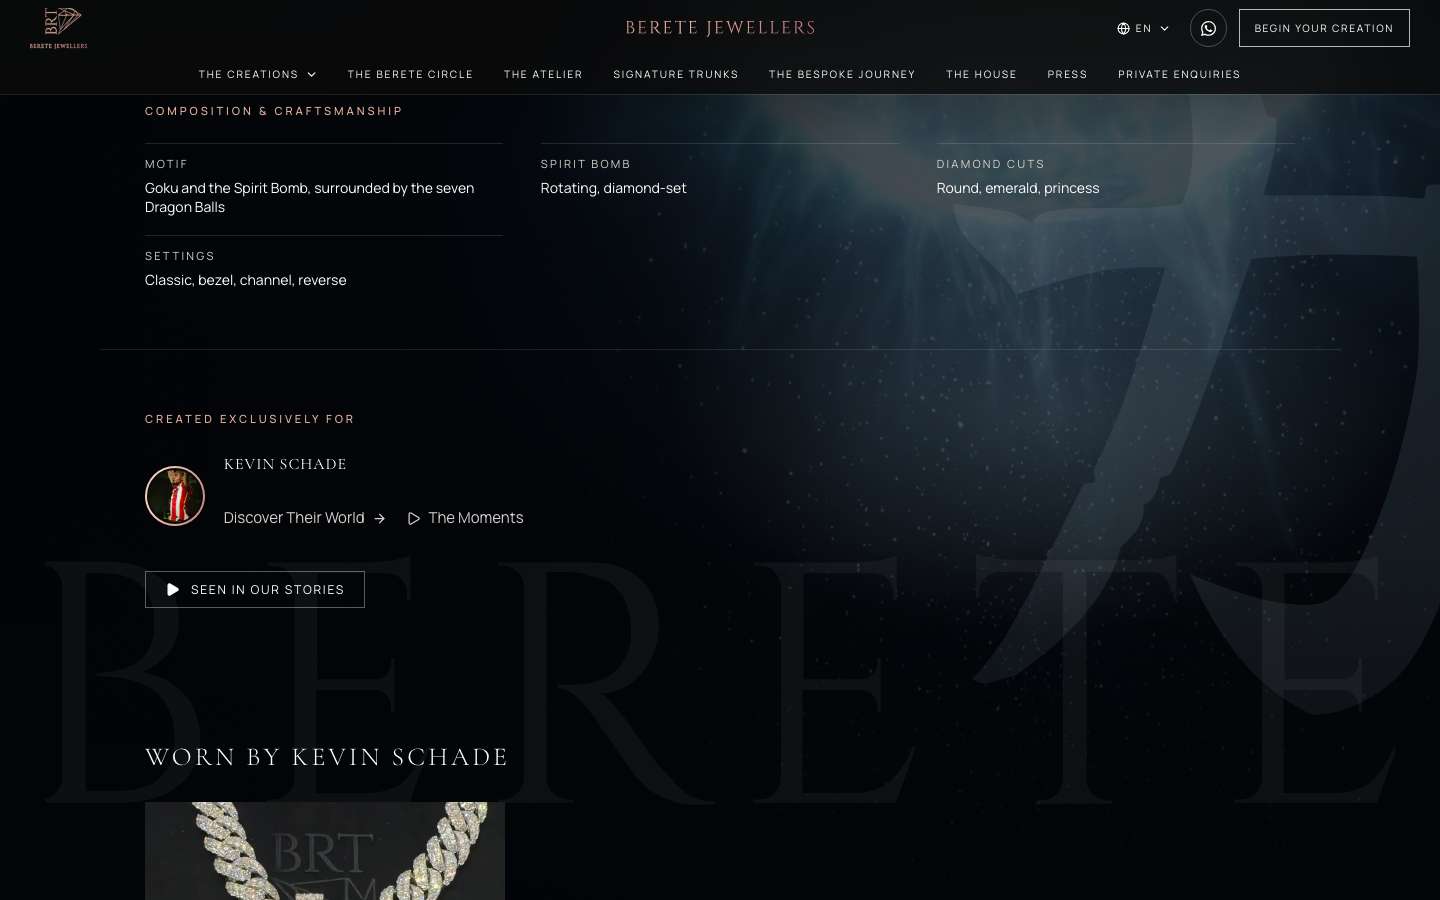 BRT
BERETE JEWELLERS
BERETE JEWELLERS
EN
BEGIN YOUR CREATION
THE CREATIONS
THE BERETE CIRCLE
THE ATELIER
SIGNATURE TRUNKS
THE BESPOKE JOURNEY
THE HOUSE
PRESS
PRIVATE ENQUIRIES
COMPOSITION & CRAFTSMANSHIP
MOTIF
Goku and the Spirit Bomb, surrounded by the seven
Dragon Balls
SPIRIT BOMB
Rotating, diamond-set
DIAMOND CUTS
Round, emerald, princess
SETTINGS
Classic, bezel, channel, reverse
CREATED EXCLUSIVELY FOR
KEVIN SCHADE
Discover Their World
The Moments
SEEN IN OUR STORIES
BERETE
WORN BY KEVIN SCHADE
BRT